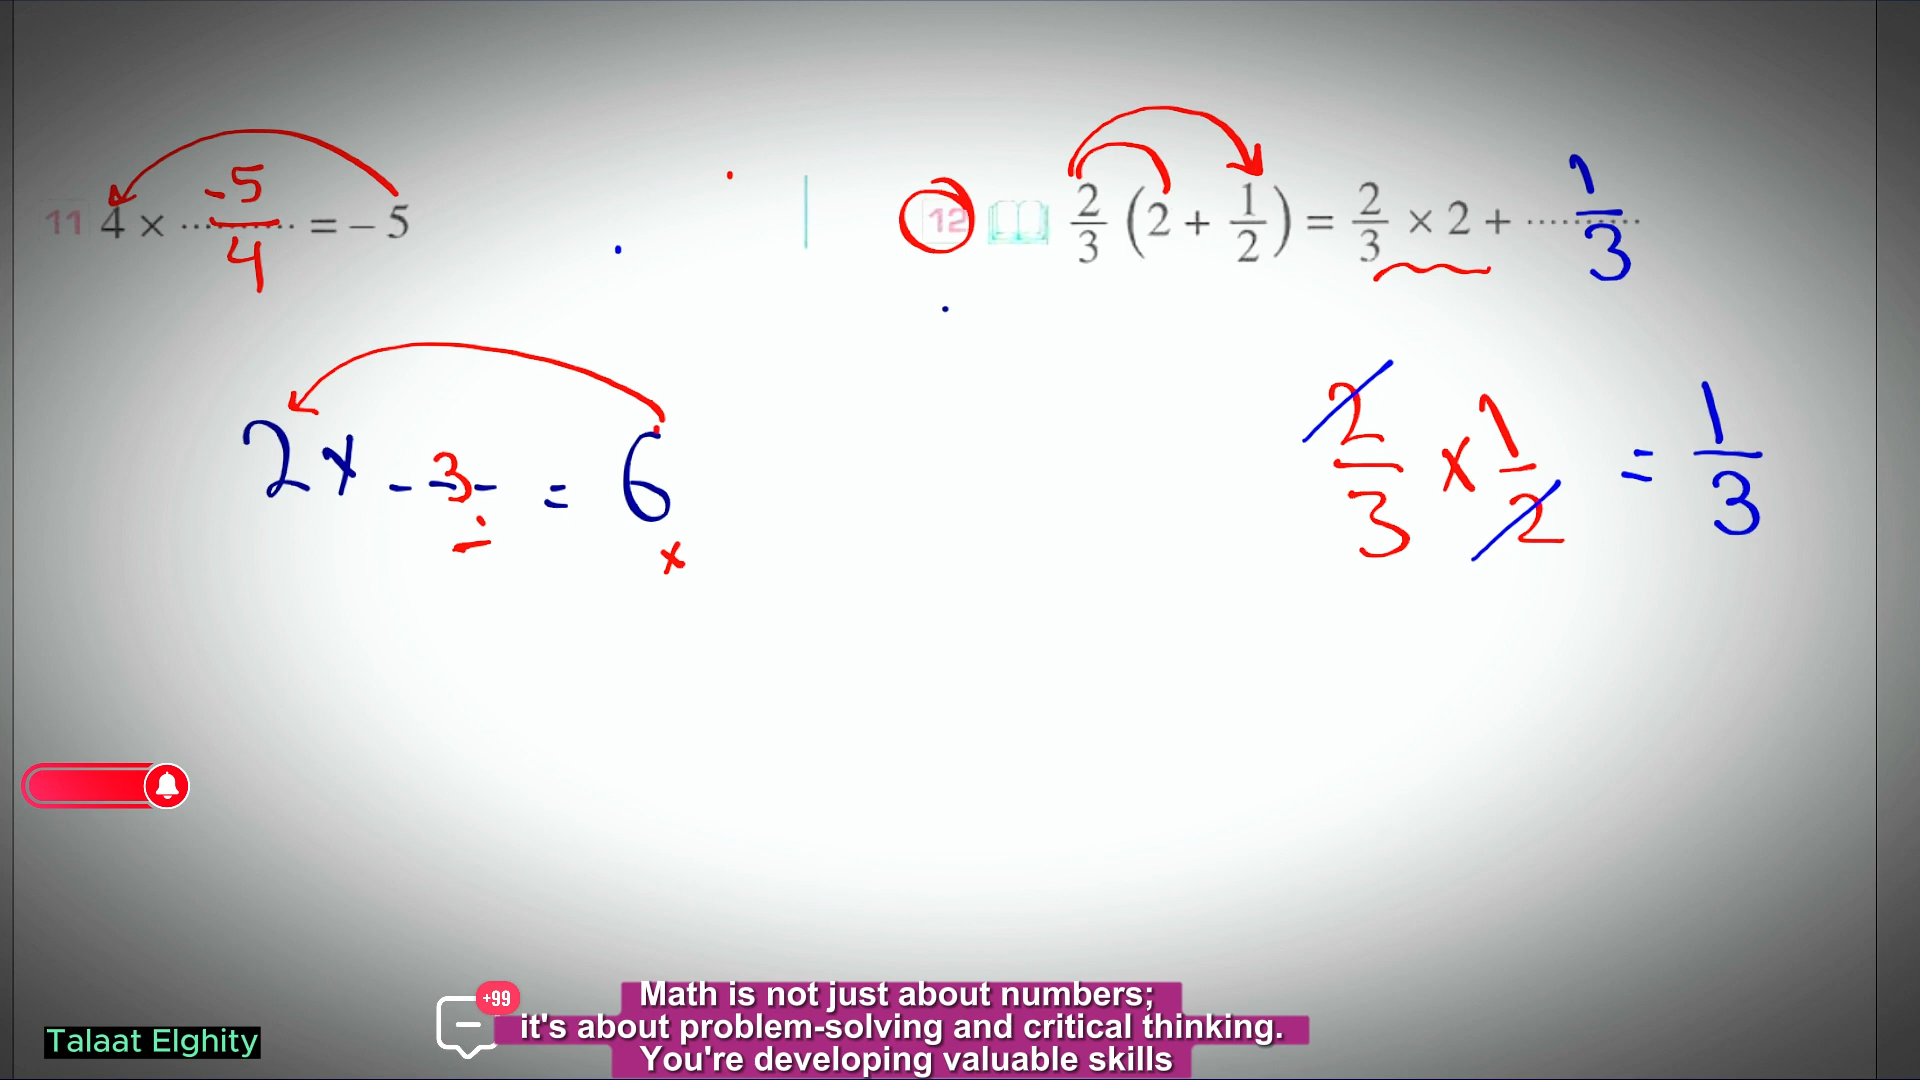 11 4 × ... -5/4 ... = – 5
12 2/3 (2 + 1/2) = 2/3 × 2 + ... 1/3
2 × - 3 - = 6
÷ ×
2/3 × 1/2 = 1/3
+99
Math is not just about numbers;
it's about problem-solving and critical thinking.
You're developing valuable skills
Talaat Elghity